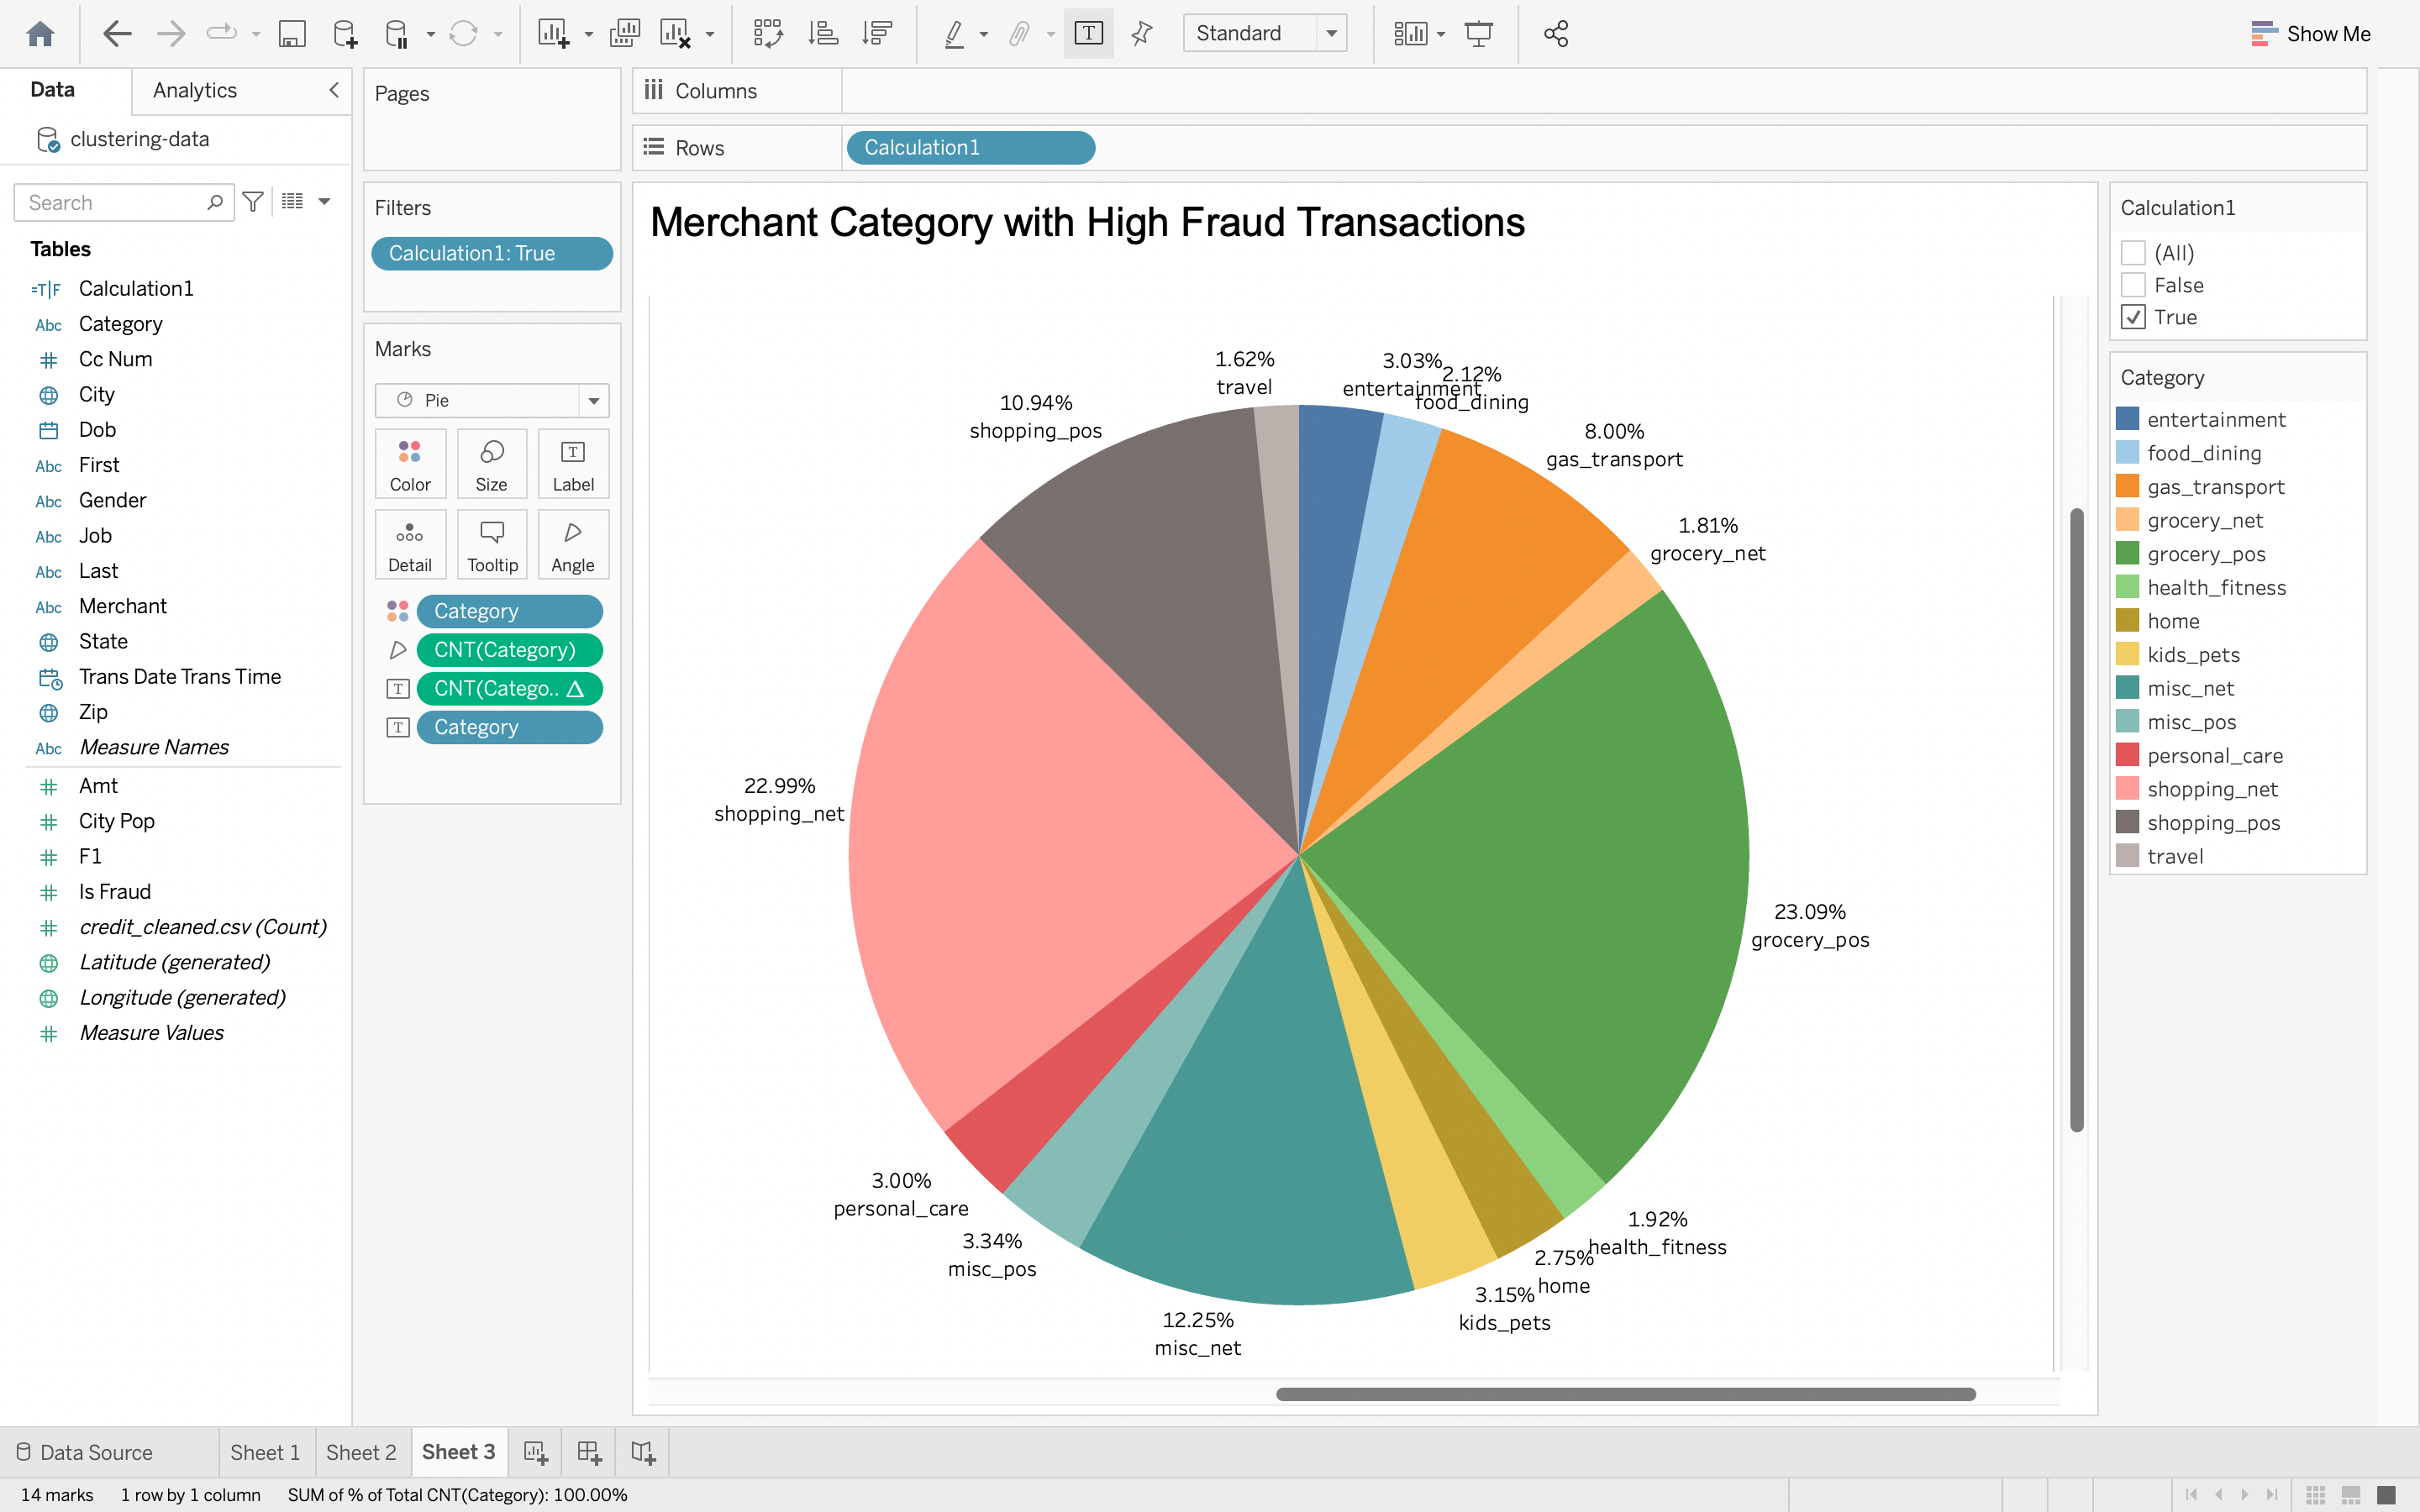 Standard
Show Me
Data
Analytics
clustering-data
Search
Tables
=T|F Calculation1
Abc Category
Cc Num
City
Dob
Abc First
Abc Gender
Abc Job
Abc Last
Abc Merchant
State
Trans Date Trans Time
Zip
Abc Measure Names
Amt
City Pop
F1
Is Fraud
credit_cleaned.csv (Count)
Latitude (generated)
Longitude (generated)
Measure Values
Pages
Filters
Calculation1: True
Marks
Pie
Color
Size
T
Label
Detail
Tooltip
Angle
Category
CNT(Category)
T CNT(Catego.. Δ
T Category
Columns
Rows
Calculation1
Merchant Category with High Fraud Transactions
1.62%
travel
3.03%
entertainment
2.12%
food_dining
10.94%
shopping_pos
8.00%
gas_transport
1.81%
grocery_net
22.99%
shopping_net
23.09%
grocery_pos
3.00%
personal_care
3.34%
misc_pos
12.25%
misc_net
3.15%
kids_pets
2.75%
home
1.92%
health_fitness
Calculation1
(All)
False
True
Category
entertainment
food_dining
gas_transport
grocery_net
grocery_pos
health_fitness
home
kids_pets
misc_net
misc_pos
personal_care
shopping_net
shopping_pos
travel
Data Source
Sheet 1
Sheet 2
Sheet 3
14 marks
1 row by 1 column
SUM of % of Total CNT(Category): 100.00%